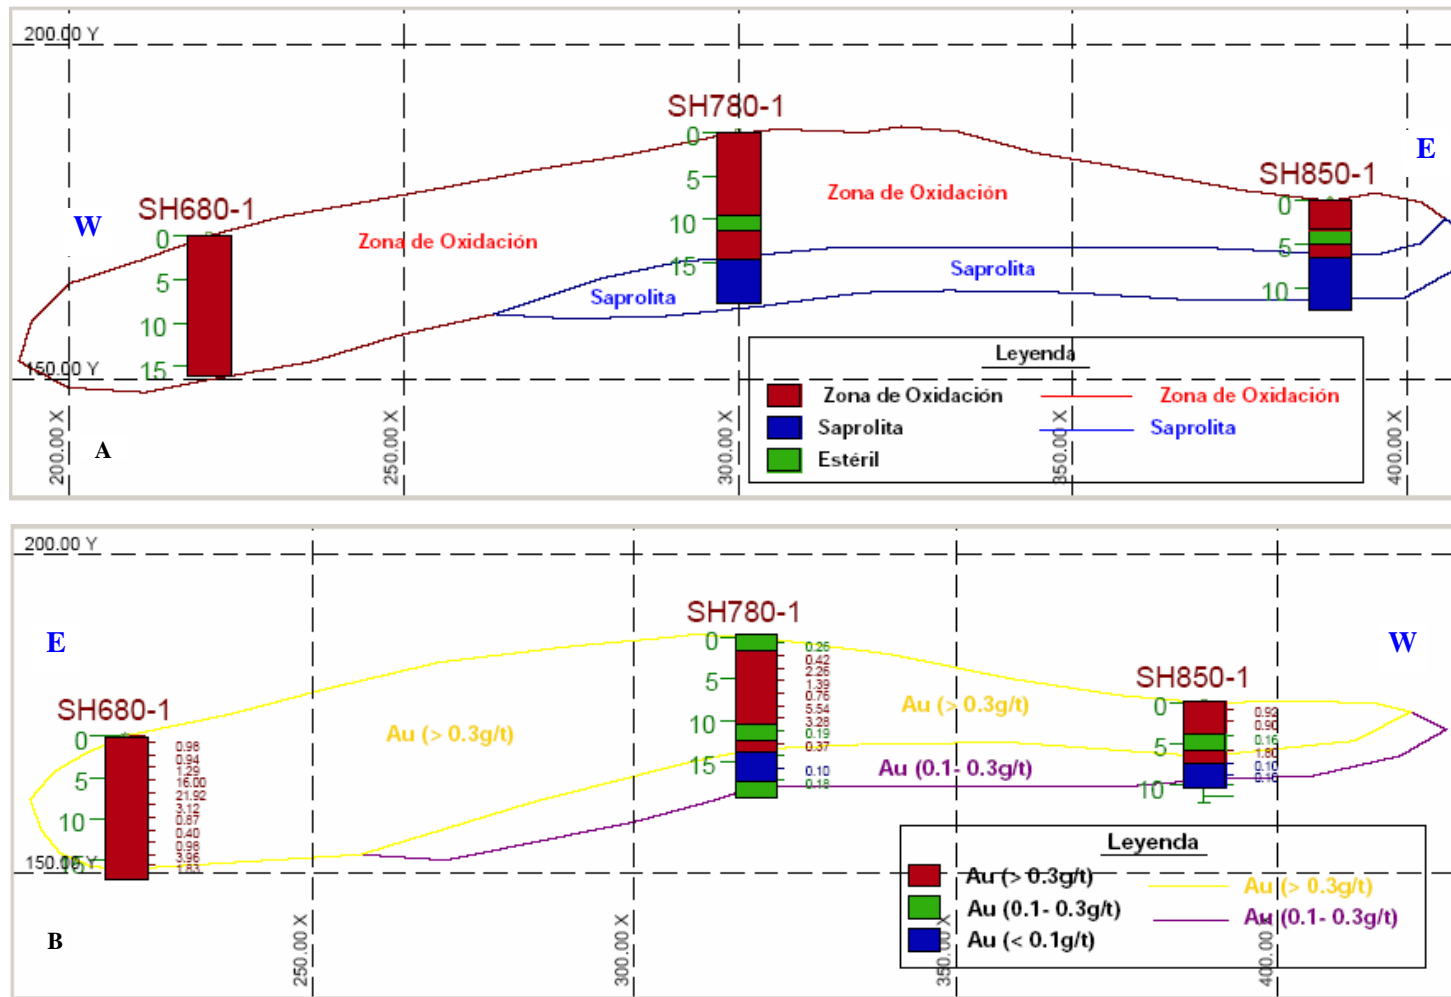 200.00 Y
SH780-1
0
5
10
15
E
SH850-1
0
5
10
SH680-1
0
5
10
15
W
Zona de Oxidación
Zona de Oxidación
Saprolita
Saprolita
150.00 Y
Leyenda
Zona de Oxidación
Zona de Oxidación
Saprolita
Saprolita
Estéril
A
200.00 X
250.00 X
300.00 X
350.00 X
400.00 X
200.00 Y
E
W
SH780-1
0
5
10
15
0.25
0.42
2.26
1.39
0.76
5.54
3.28
0.19
0.37
0.10
0.18
SH850-1
0
5
10
0.92
0.90
0.16
1.80
0.10
SH680-1
0
5
10
0.98
0.94
1.29
16.00
21.92
3.12
0.87
0.40
0.98
3.96
1.83
Au (> 0.3g/t)
Au (> 0.3g/t)
Au (0.1- 0.3g/t)
150.00 Y
Leyenda
Au (> 0.3g/t)
Au (> 0.3g/t)
Au (0.1- 0.3g/t)
Au (0.1- 0.3g/t)
Au (< 0.1g/t)
B
250.00 X
300.00 X
350.00 X
400.00 X